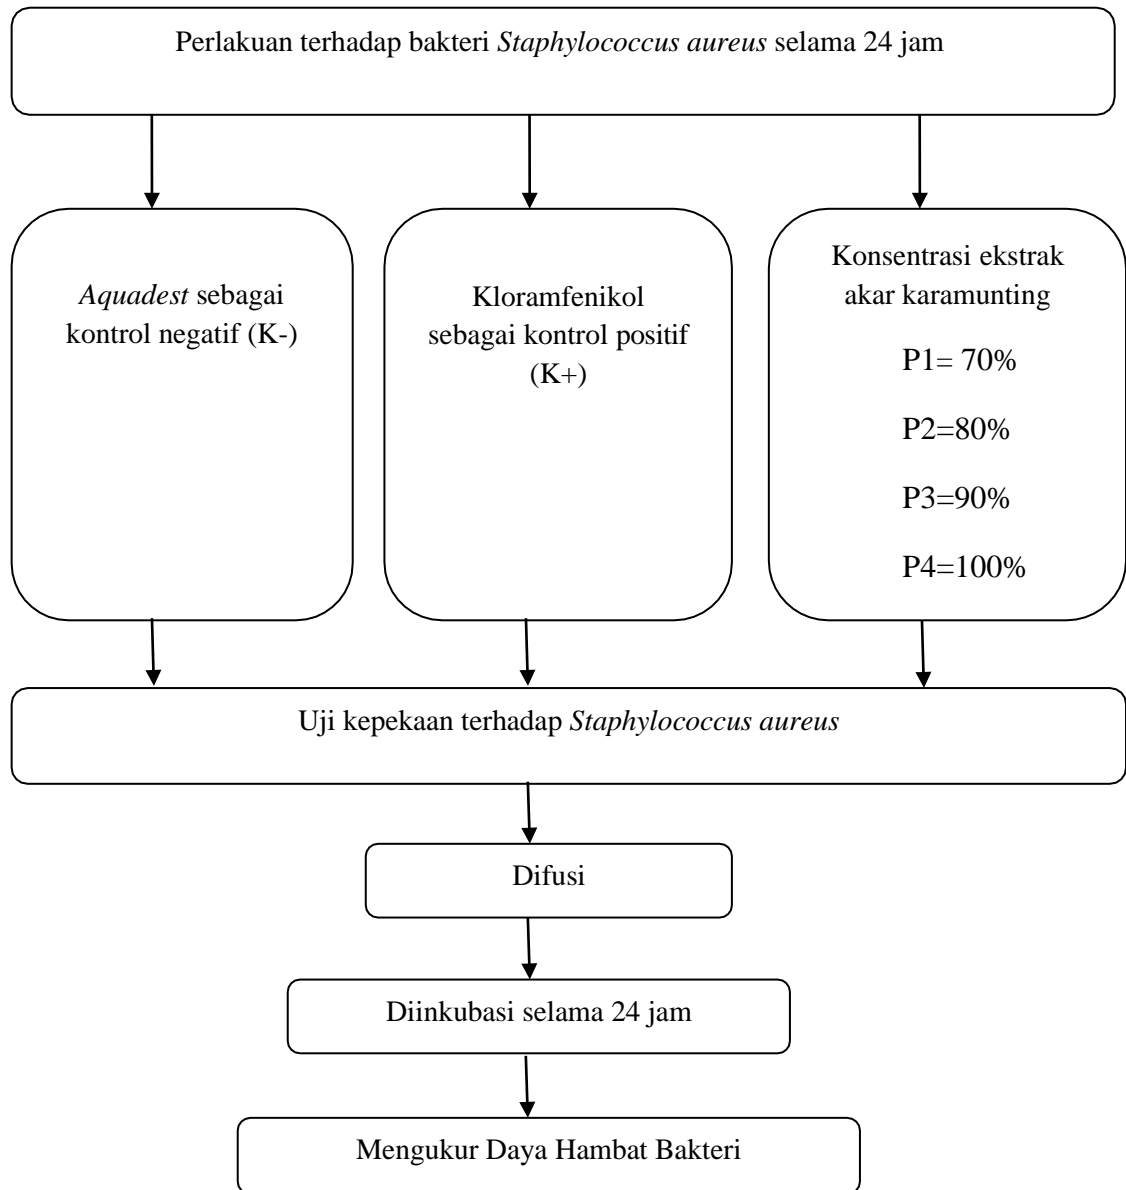 Perlakuan terhadap bakteri Staphylococcus aureus selama 24 jam
Aquadest sebagai
kontrol negatif (K-)
Kloramfenikol
sebagai kontrol positif
(K+)
Konsentrasi ekstrak
akar karamunting
P1= 70%
P2=80%
P3=90%
P4=100%
Uji kepekaan terhadap Staphylococcus aureus
Difusi
Diinkubasi selama 24 jam
Mengukur Daya Hambat Bakteri